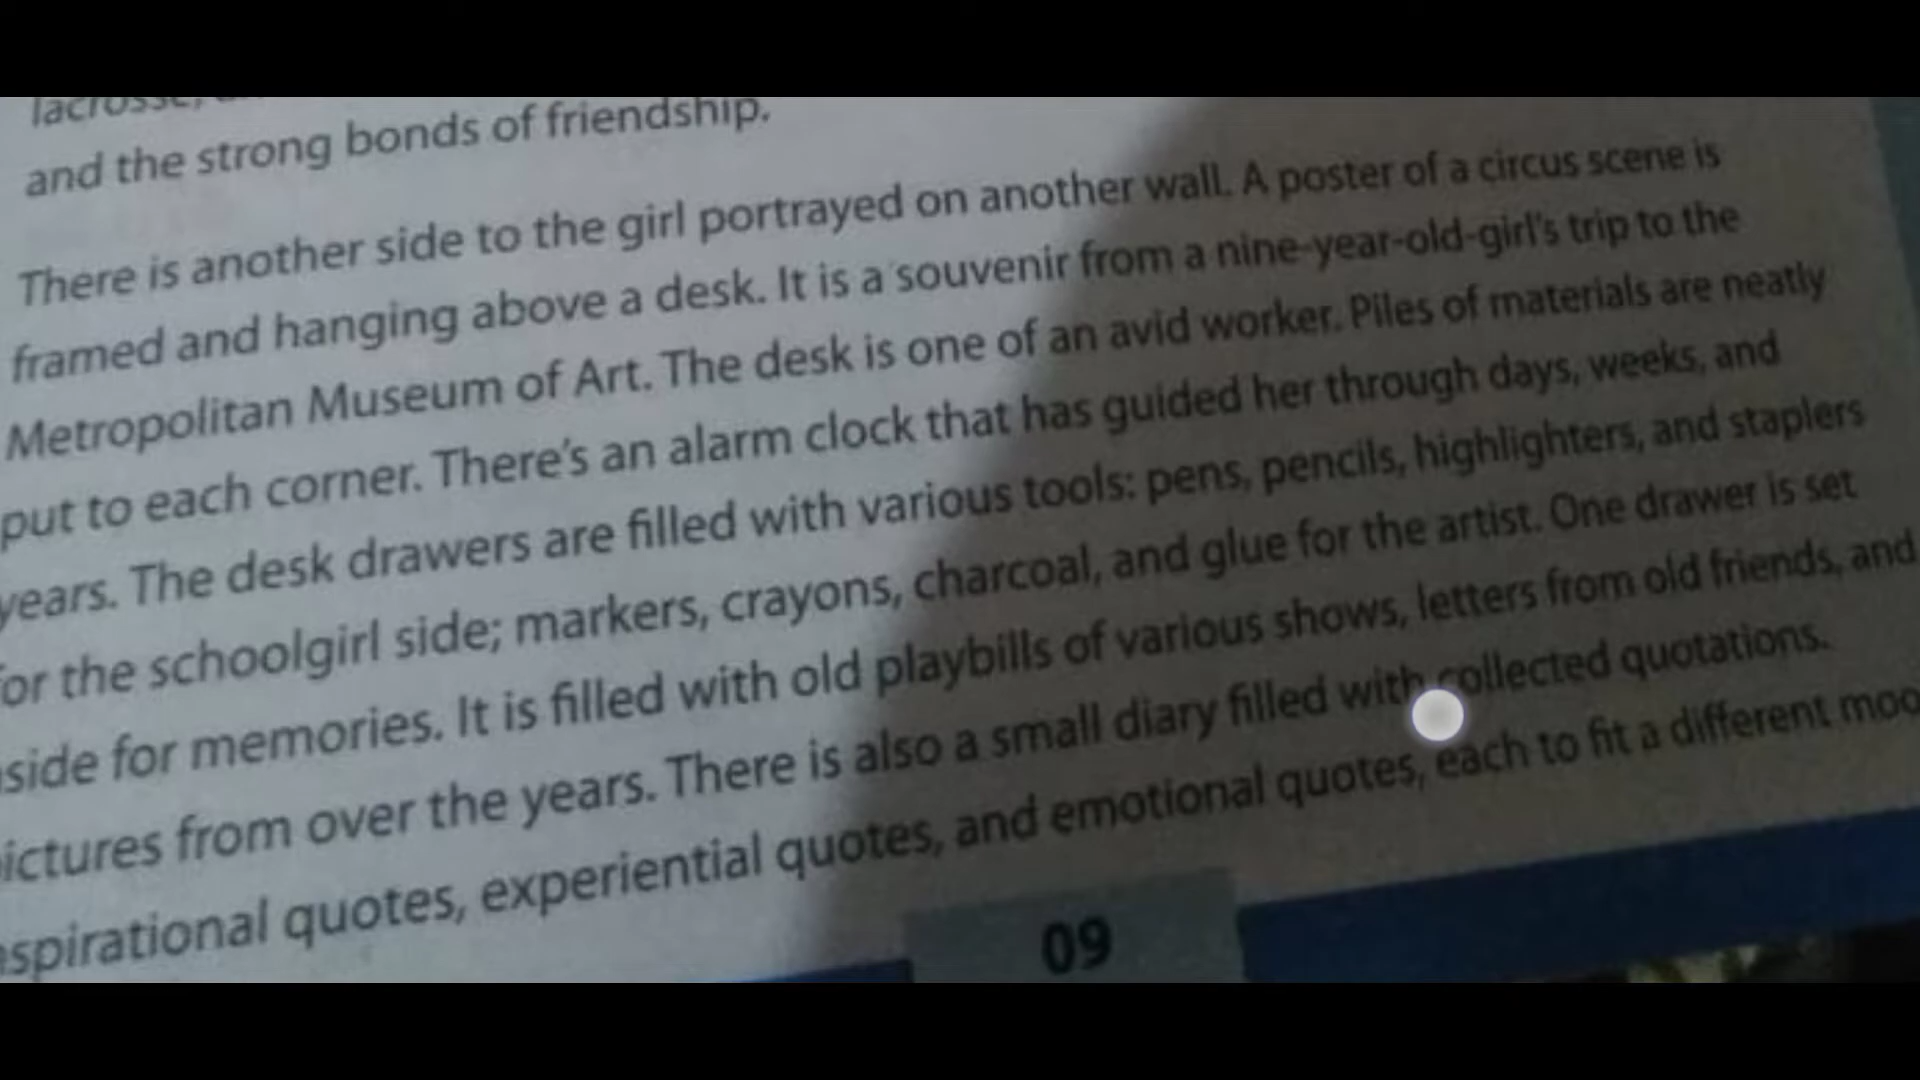 lacrosse,
and the strong bonds of friendship.
There is another side to the girl portrayed on another wall. A poster of a circus scene is
framed and hanging above a desk. It is a souvenir from a nine-year-old-girl's trip to the
Metropolitan Museum of Art. The desk is one of an avid worker. Piles of materials are neatly
put to each corner. There's an alarm clock that has guided her through days, weeks, and
years. The desk drawers are filled with various tools: pens, pencils, highlighters, and staplers
or the schoolgirl side; markers, crayons, charcoal, and glue for the artist. One drawer is set
side for memories. It is filled with old playbills of various shows, letters from old friends, and
ictures from over the years. There is also a small diary filled with collected quotations.
spirational quotes, experiential quotes, and emotional quotes, each to fit a different moo
09